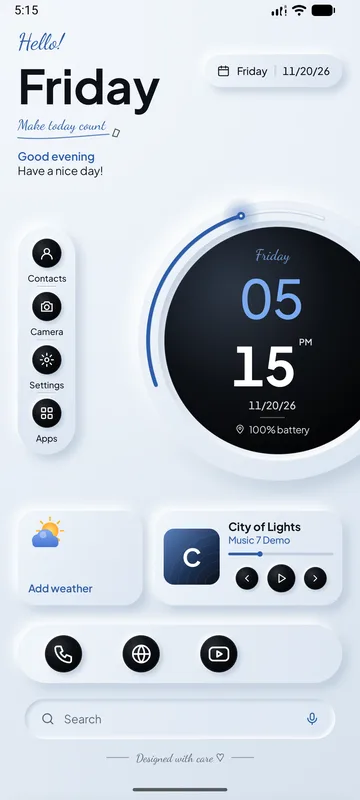 5:15
Hello!
Friday
Friday 11/20/26
Make today count
Good evening
Have a nice day!
Contacts
Camera
Settings
Apps
Friday
05
15 PM
11/20/26
100% battery
Add weather
C
City of Lights
Music 7 Demo
Search
Designed with care ♡